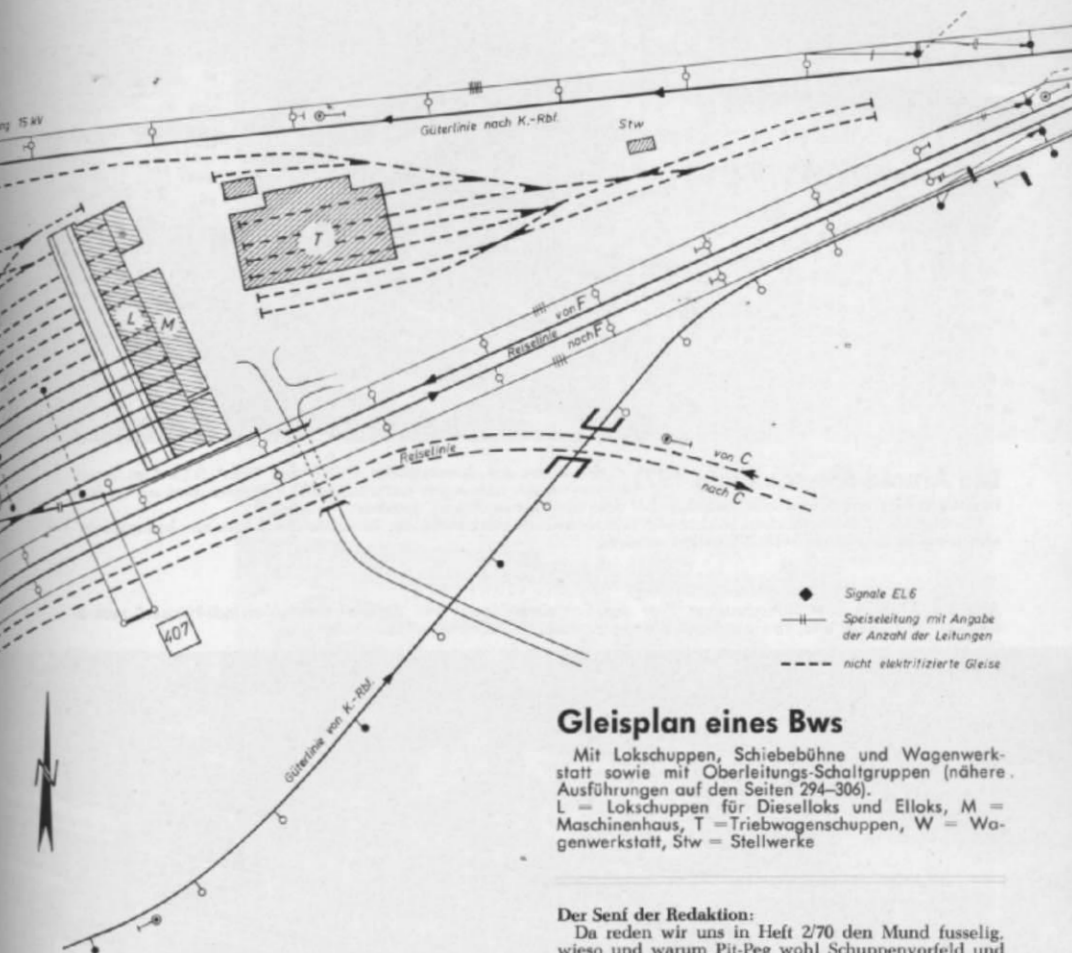 ng 15 kV
Güterlinie nach K.-Rbf.
Stw
T
L
M
von F
Reiselinie
nach F
Reiselinie
von C
nach C
407
Güterlinie von K.-Rbf.
N
Signale EL6
Speiseleitung mit Angabe
der Anzahl der Leitungen
nicht elektrifizierte Gleise
Gleisplan eines Bws
Mit Lokschuppen, Schiebebühne und Wagenwerk-
statt sowie mit Oberleitungs-Schaltgruppen (nähere
Ausführungen auf den Seiten 294–306).
L = Lokschuppen für Dieselloks und Elloks, M =
Maschinenhaus, T =Triebwagenschuppen, W = Wa-
genwerkstatt, Stw = Stellwerke
Der Senf der Redaktion:
Da reden wir uns in Heft 2/70 den Mund fusselig,
wieso und warum Pit-Peg wohl Schuppenvorfeld und